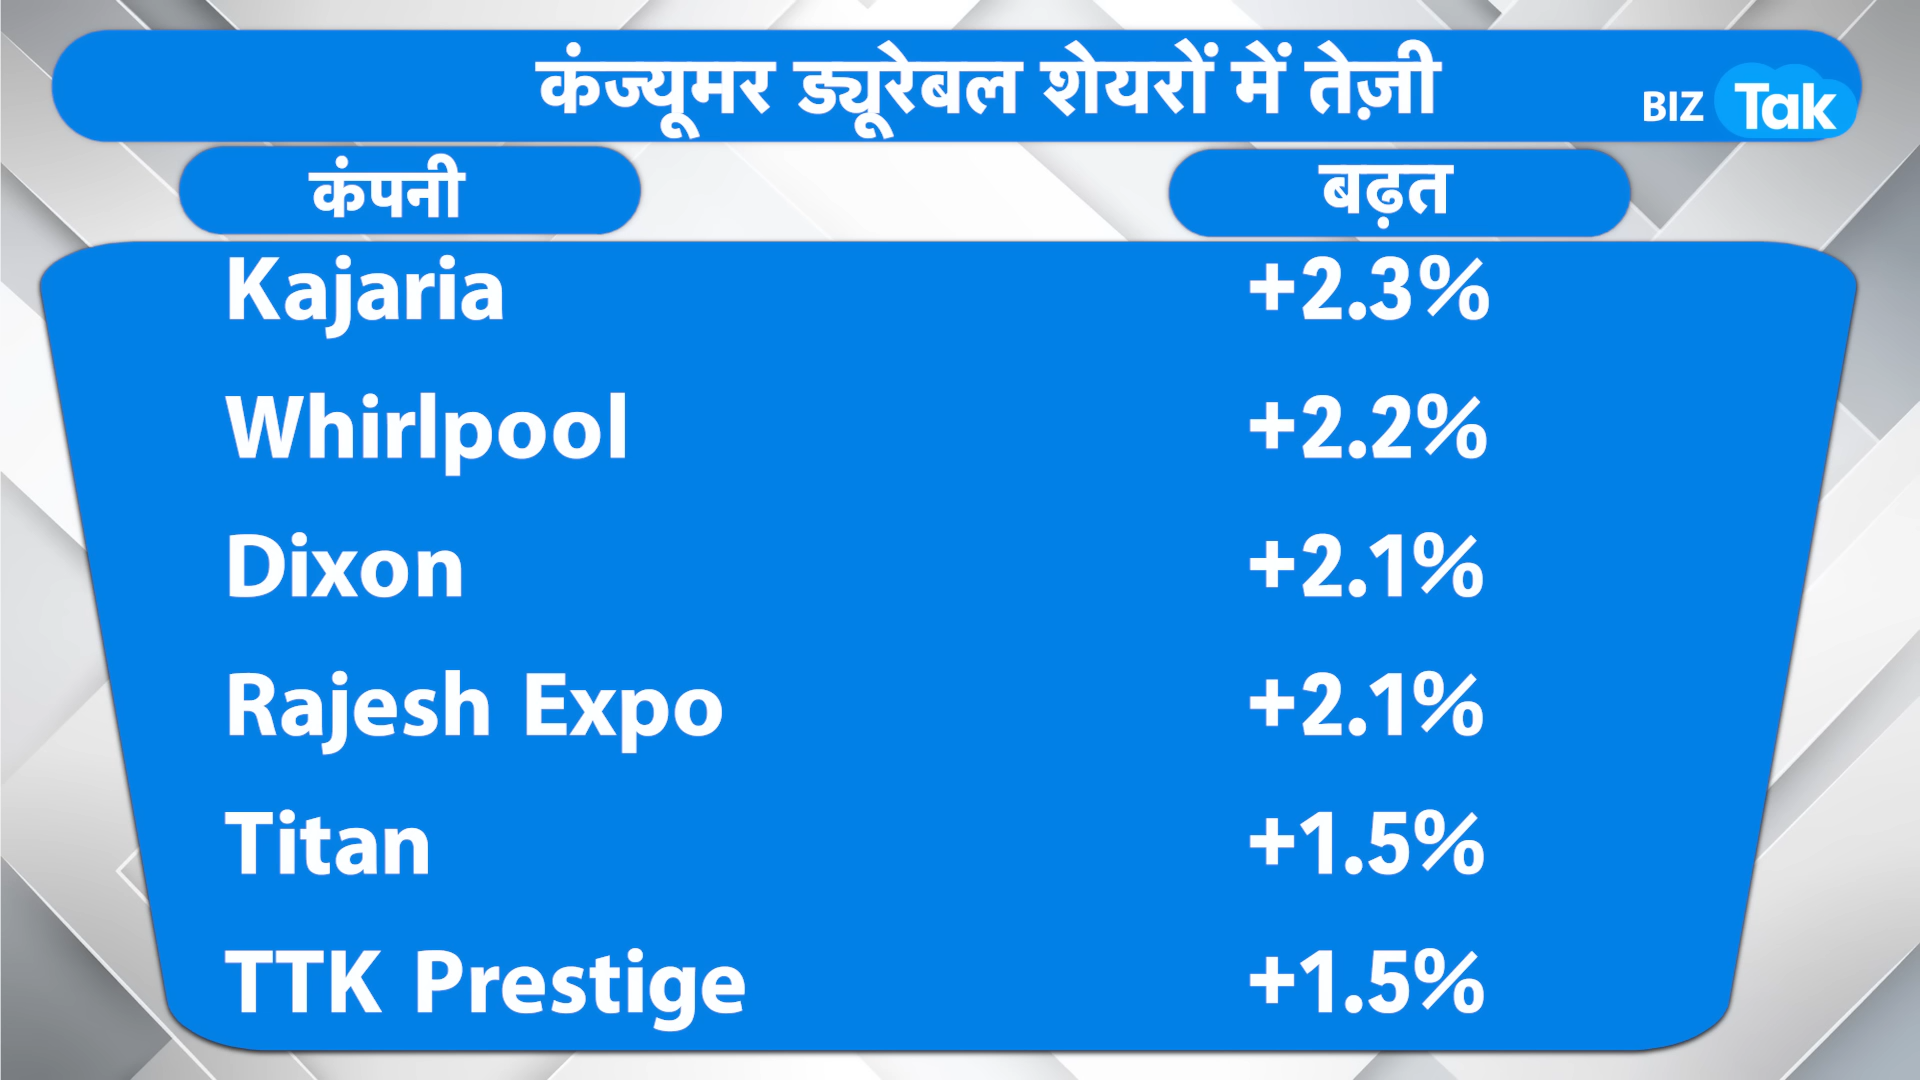 कंज्यूमर ड्यूरेबल शेयरों में तेज़ी
BIZ Tak
कंपनी बढ़त
Kajaria +2.3%
Whirlpool +2.2%
Dixon +2.1%
Rajesh Expo +2.1%
Titan +1.5%
TTK Prestige +1.5%